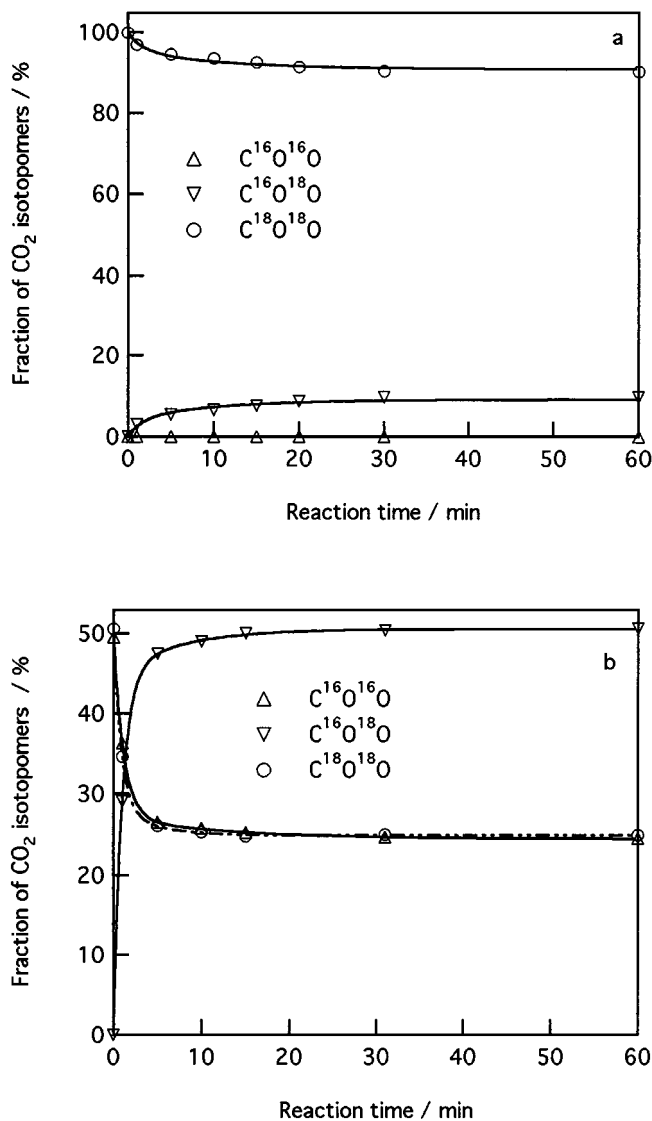 a
100
80
60
40
20
0
Fraction of CO₂ isotopomers / %
△ C¹⁶O¹⁶O
▽ C¹⁶O¹⁸O
○ C¹⁸O¹⁸O
0 10 20 30 40 50 60
Reaction time / min
b
50
40
30
20
10
0
Fraction of CO₂ isotopomers / %
△ C¹⁶O¹⁶O
▽ C¹⁶O¹⁸O
○ C¹⁸O¹⁸O
0 10 20 30 40 50 60
Reaction time / min